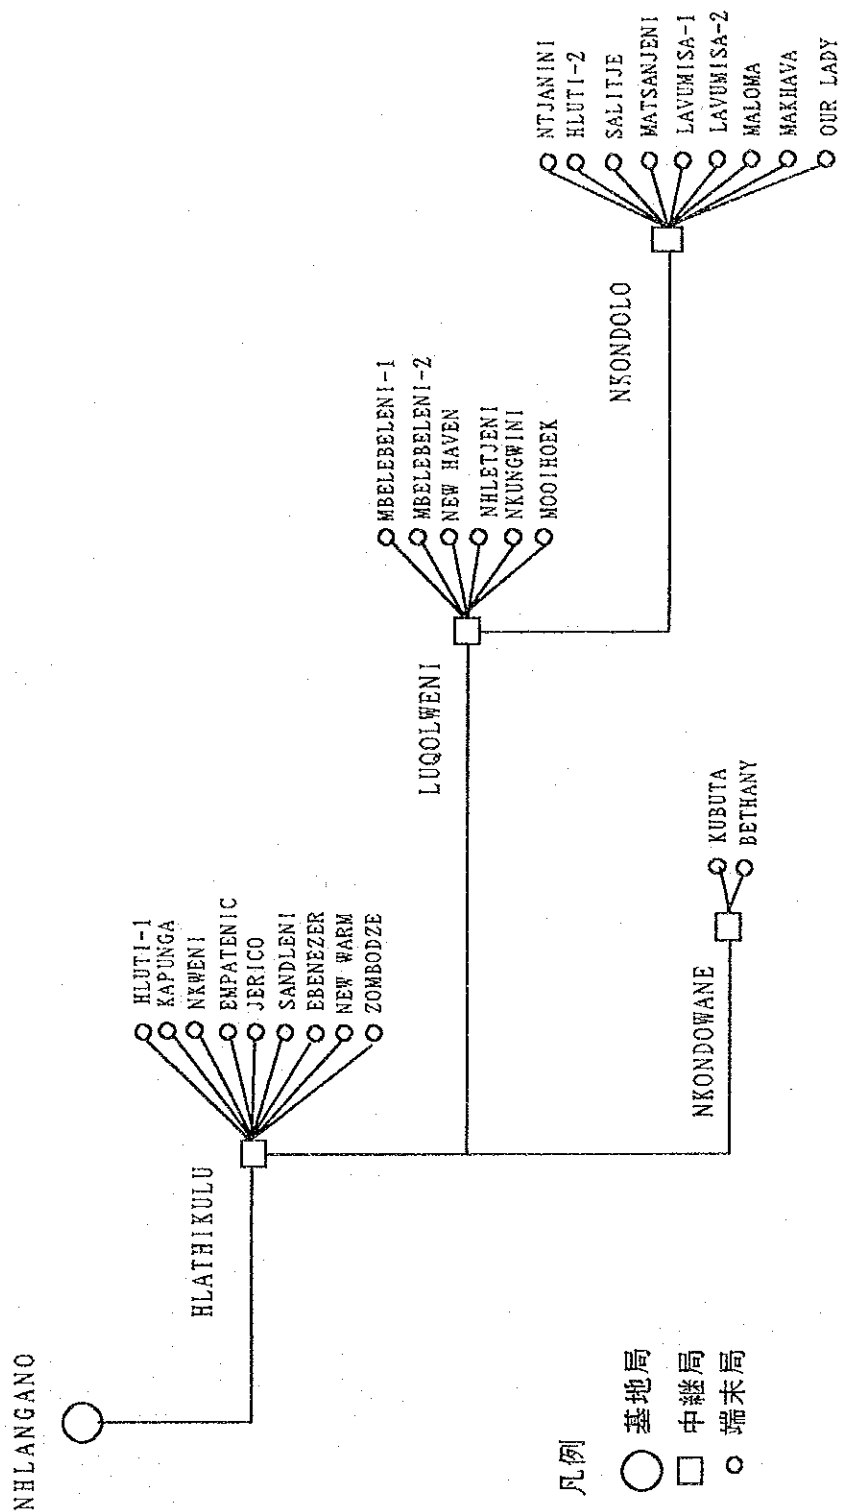 NHLANGANO
HLATHIKULU
HLUTI-1
KAPUNGA
NKWENI
EMPATENIC
JERICO
SANDLENI
EBENEZER
NEW WARM
ZOMBODZE
LUQOLWENI
MBELEBELENI-1
MBELEBELENI-2
NEW HAVEN
NHLETJENI
NKUNGWINI
MOOIHOEK
NKONDOWANE
KUBUTA
BETHANY
NKONDOLO
NTJANINI
HLUTI-2
SALITJE
MATSANJENI
LAVUMISA-1
LAVUMISA-2
MALOMA
MAKHAVA
OUR LADY
凡例
基地局
中継局
端末局